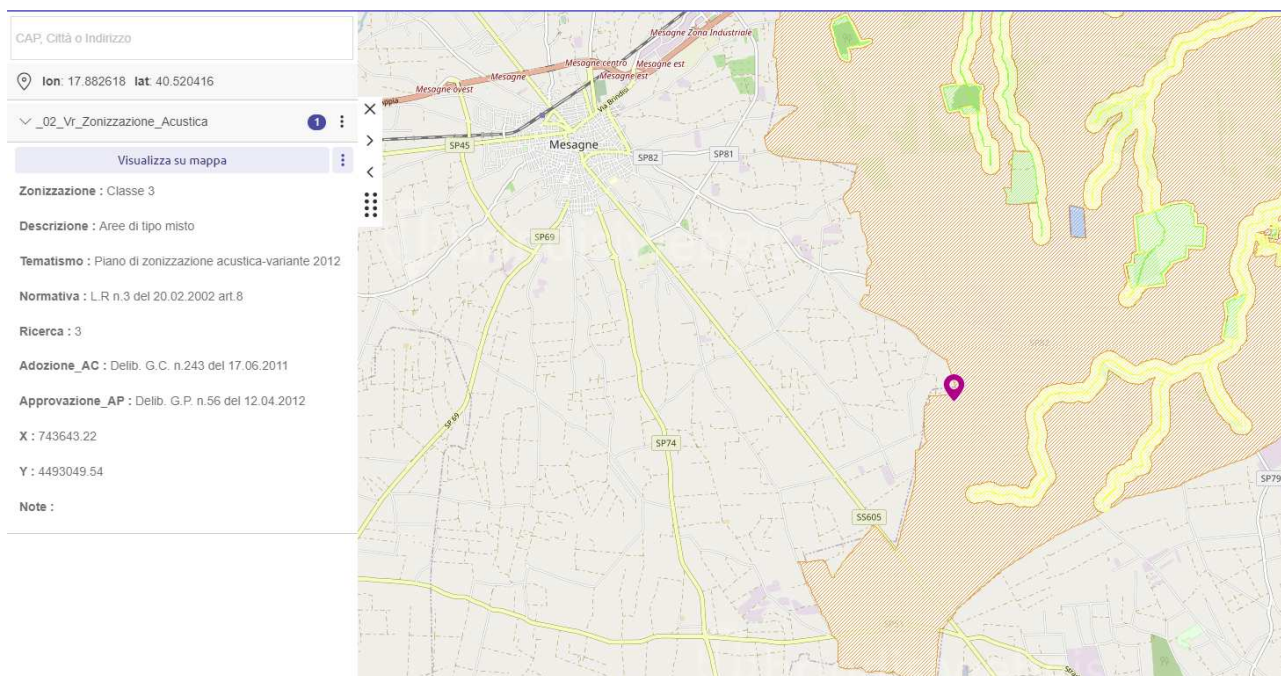 CAP, Città o Indirizzo
lon: 17.882618 lat: 40.520416
_02_Vr_Zonizzazione_Acustica
1
Visualizza su mappa
Zonizzazione : Classe 3
Descrizione : Aree di tipo misto
Tematismo : Piano di zonizzazione acustica-variante 2012
Normativa : L.R n.3 del 20.02.2002 art.8
Ricerca : 3
Adozione_AC : Delib. G.C. n.243 del 17.06.2011
Approvazione_AP : Delib. G.P. n.56 del 12.04.2012
X : 743643.22
Y : 4493049.54
Note :
Mesagne Zona Industriale
Mesagne centro
Mesagne est
Mesagne
Mesagne est
Mesagne ovest
Via Brindisi
SP45
Mesagne
SP82
SP81
SP69
SP82
SP 69
SP74
SP79
SS605
SP51